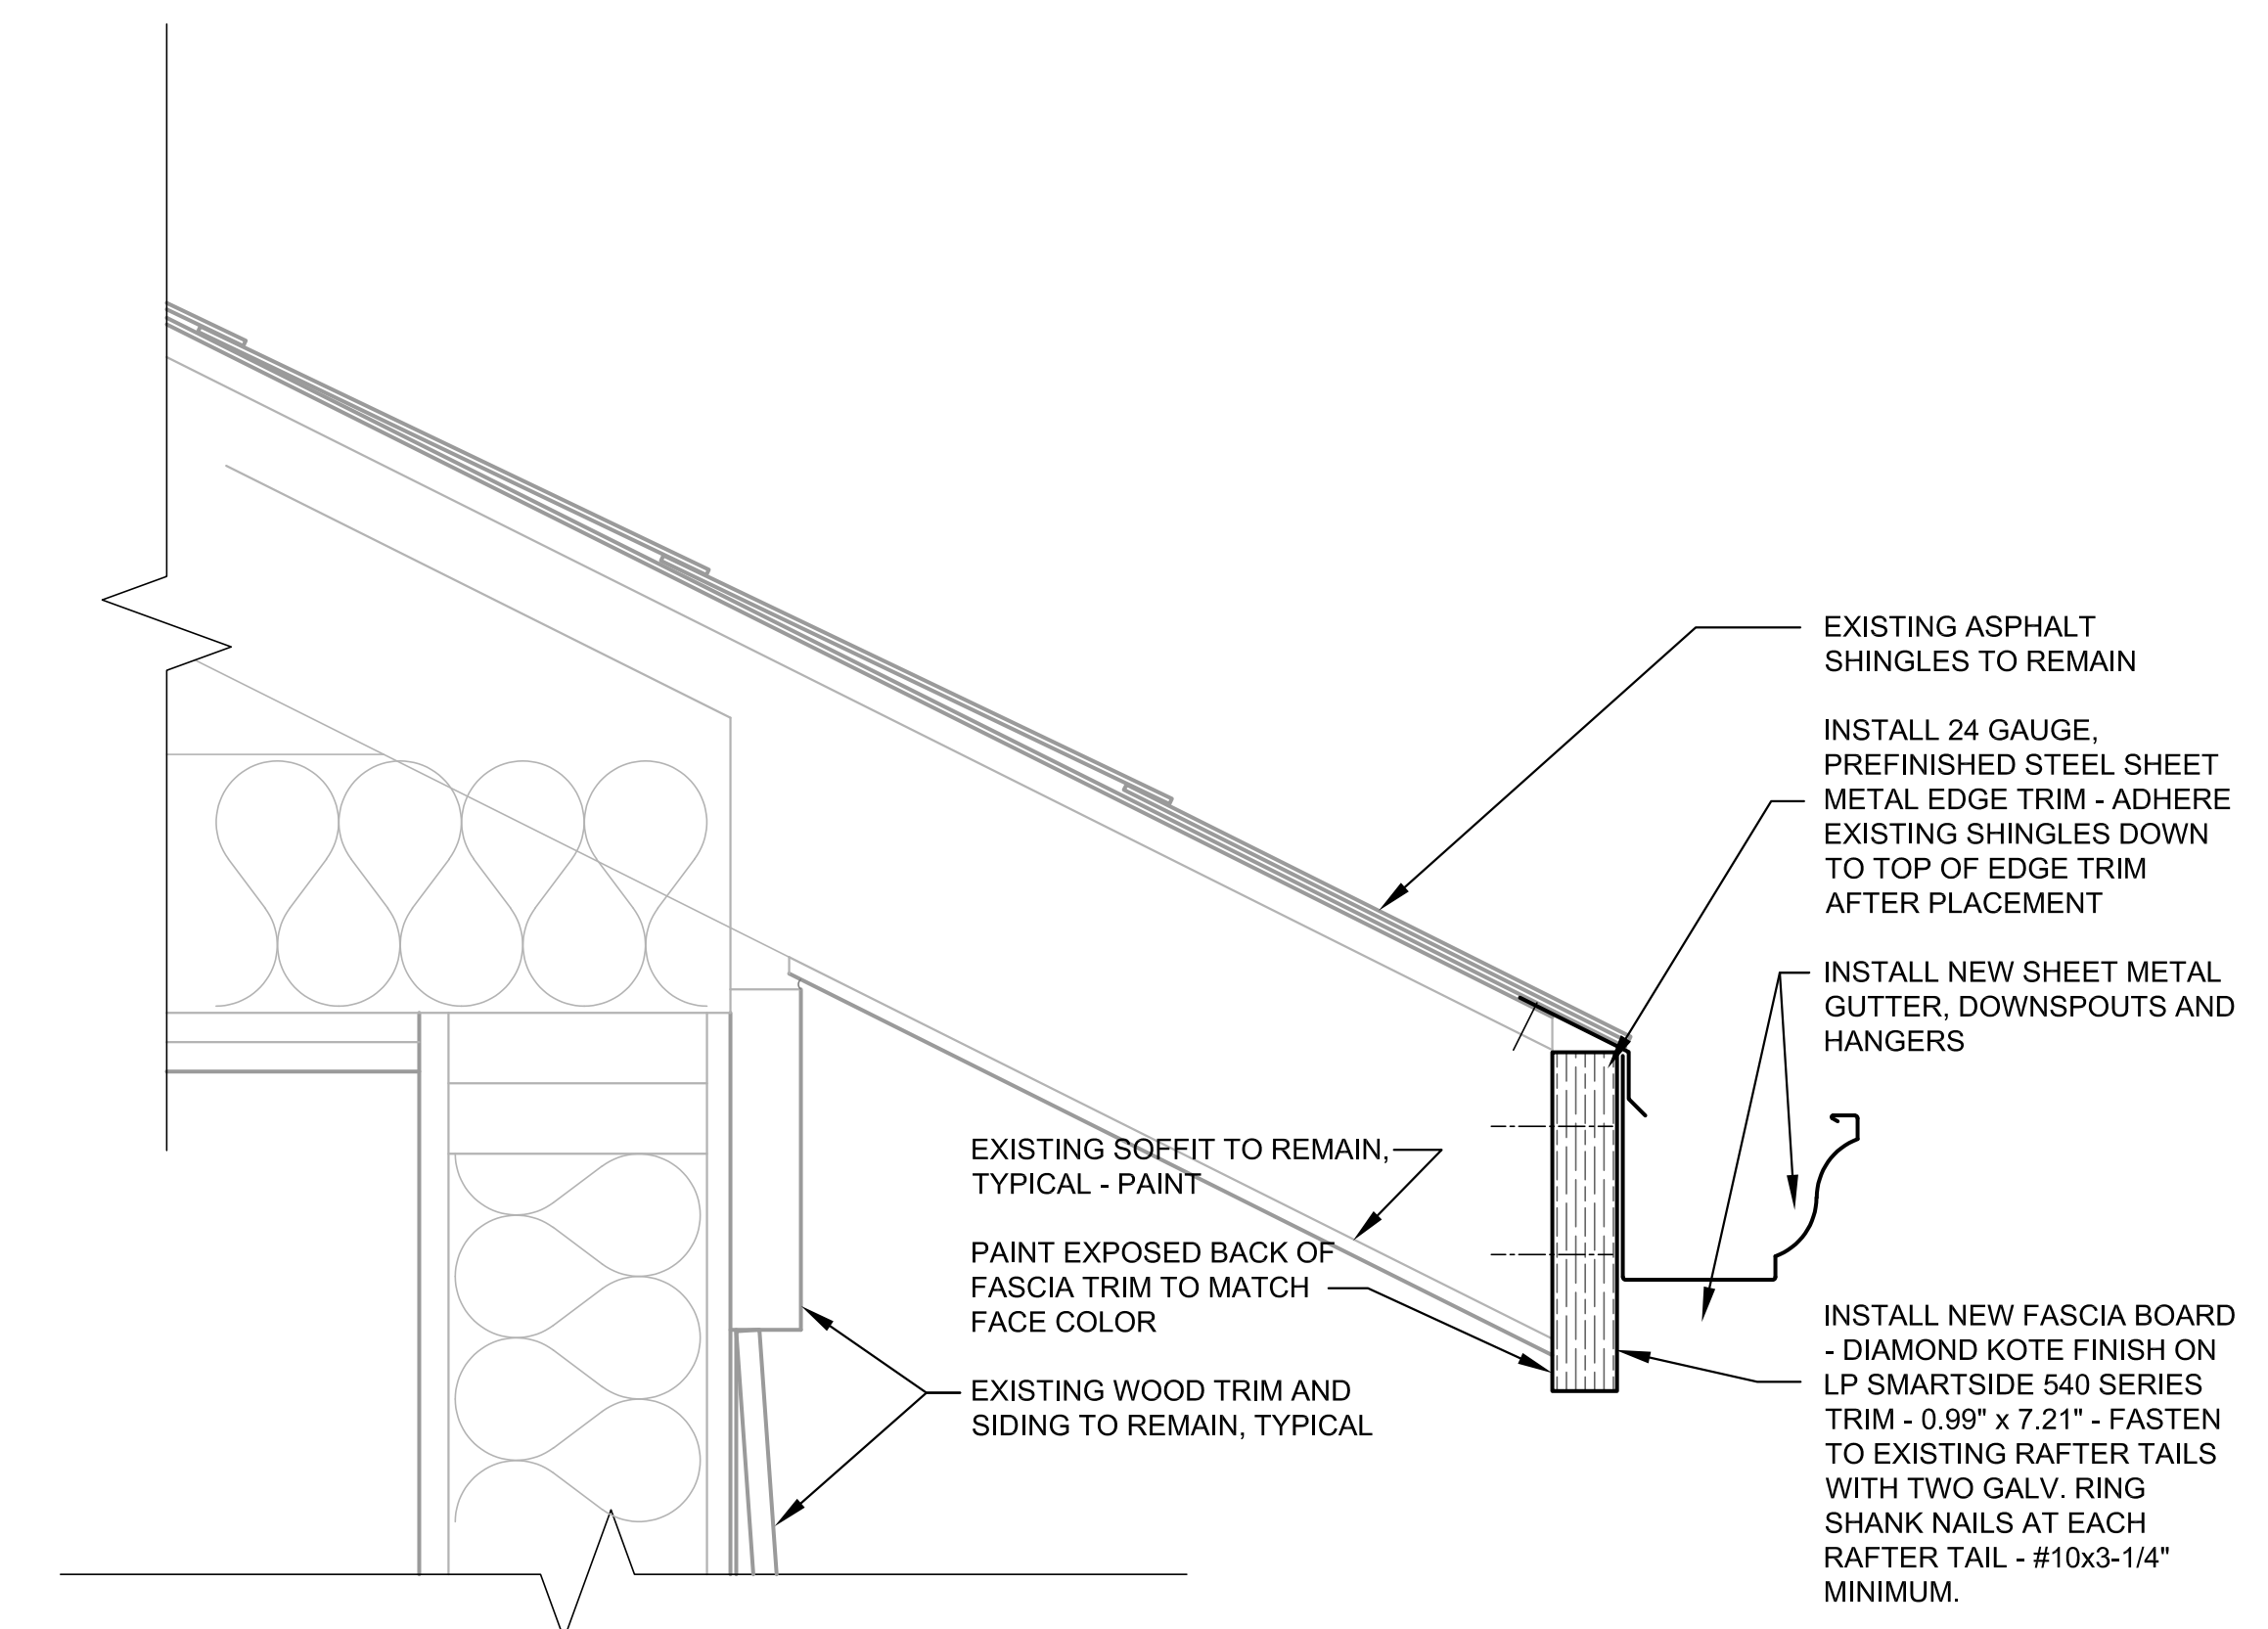 EXISTING ASPHALT
SHINGLES TO REMAIN
INSTALL 24 GAUGE,
PREFINISHED STEEL SHEET
METAL EDGE TRIM - ADHERE
EXISTING SHINGLES DOWN
TO TOP OF EDGE TRIM
AFTER PLACEMENT
INSTALL NEW SHEET METAL
GUTTER, DOWNSPOUTS AND
HANGERS
EXISTING SOFFIT TO REMAIN,
TYPICAL - PAINT
PAINT EXPOSED BACK OF
FASCIA TRIM TO MATCH
FACE COLOR
EXISTING WOOD TRIM AND
SIDING TO REMAIN, TYPICAL
INSTALL NEW FASCIA BOARD
- DIAMOND KOTE FINISH ON
LP SMARTSIDE 540 SERIES
TRIM - 0.99" x 7.21" - FASTEN
TO EXISTING RAFTER TAILS
WITH TWO GALV. RING
SHANK NAILS AT EACH
RAFTER TAIL - #10x3-1/4"
MINIMUM.